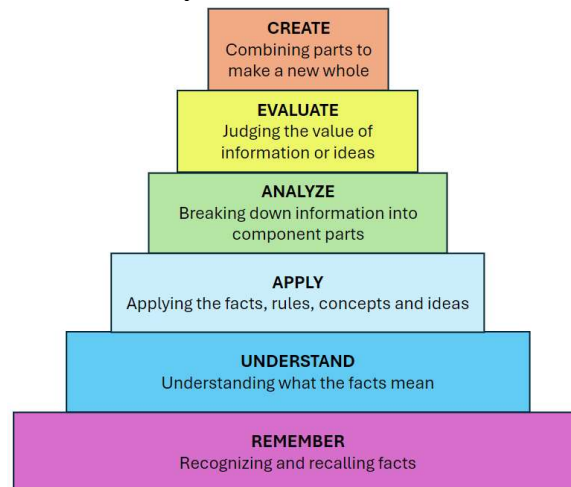 CREATE
Combining parts to
make a new whole
EVALUATE
Judging the value of
information or ideas
ANALYZE
Breaking down information into
component parts
APPLY
Applying the facts, rules, concepts and ideas
UNDERSTAND
Understanding what the facts mean
REMEMBER
Recognizing and recalling facts